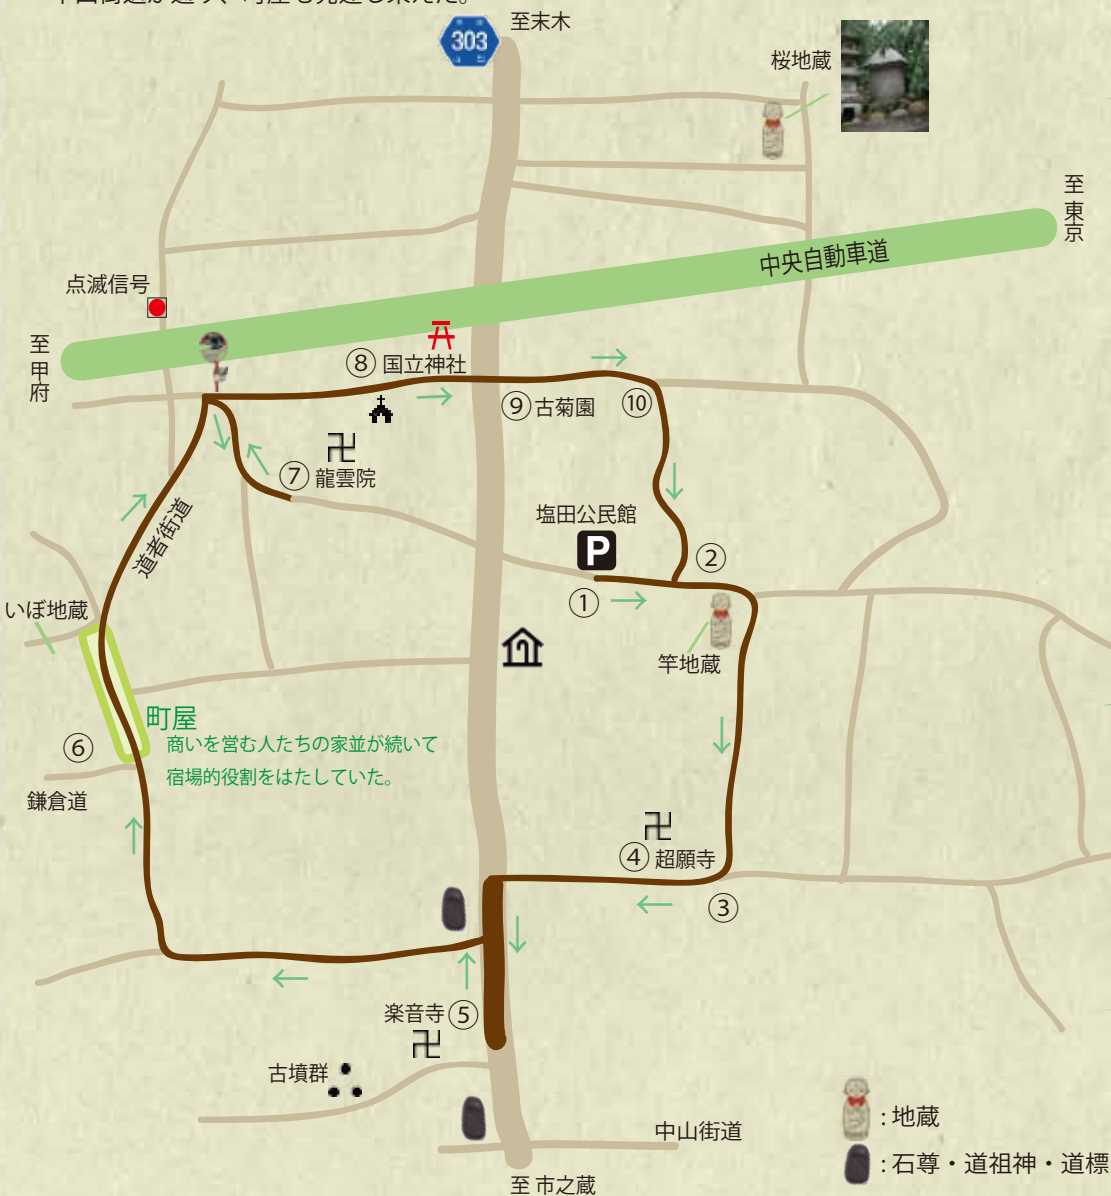 至末木
303
桜地蔵
至東京
中央自動車道
点滅信号
至甲府
⑧ 国立神社
⑨ 古菊園
⑩
⑦ 龍雲院
道者街道
塩田公民館
P
①
②
いぼ地蔵
竿地蔵
町屋
商いを営む人たちの家並が続いて
宿場的役割をはたしていた。
⑥
鎌倉道
④ 超願寺
③
楽音寺 ⑤
古墳群
中山街道
:地蔵
:石尊・道祖神・道標
至 市之蔵